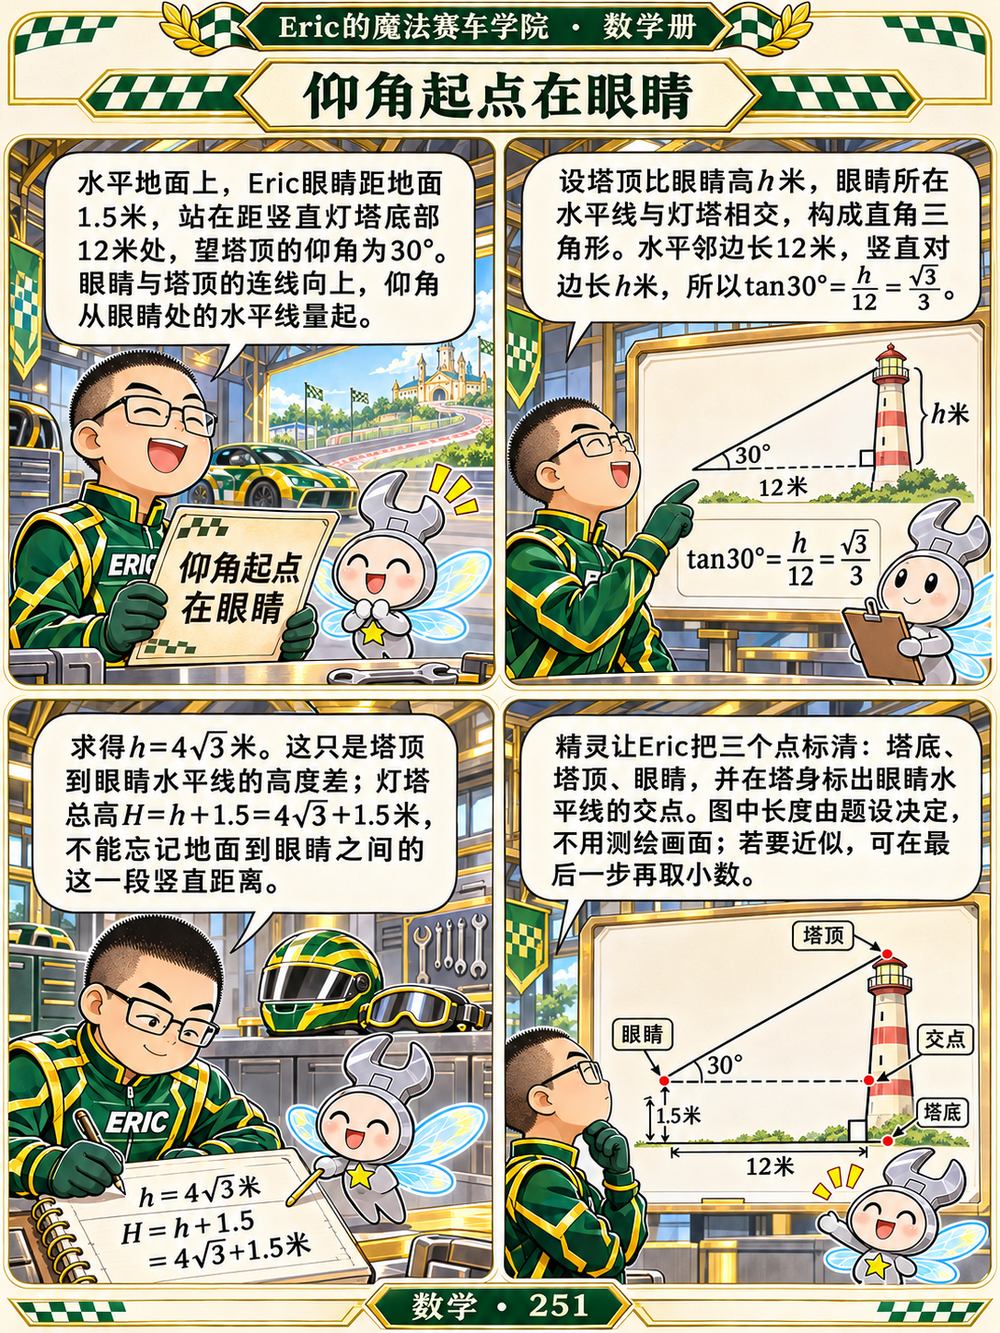 Eric的魔法赛车学院 · 数学册
仰角起点在眼睛
水平地面上，Eric眼睛距地面
1.5米，站在距竖直灯塔底部
12米处，望塔顶的仰角为30°。
眼睛与塔顶的连线向上，仰角
从眼睛处的水平线量起。
ERIC
仰角起点
在眼睛
设塔顶比眼睛高h米，眼睛所在
水平线与灯塔相交，构成直角三
角形。水平邻边长12米，竖直对
边长h米，所以tan30°=h/12=√3/3。
30°
12米
h米
tan30°=h/12=√3/3
求得h=4√3米。这只是塔顶
到眼睛水平线的高度差；灯塔
总高H=h+1.5=4√3+1.5米，
不能忘记地面到眼睛之间的
这一段竖直距离。
ERIC
h=4√3米
H=h+1.5
=4√3+1.5米
精灵让Eric把三个点标清：塔底、
塔顶、眼睛，并在塔身标出眼睛水
平线的交点。图中长度由题设决定，
不用测绘画面；若要近似，可在最
后一步再取小数。
塔顶
眼睛
30°
交点
1.5米
塔底
12米
数学 · 251